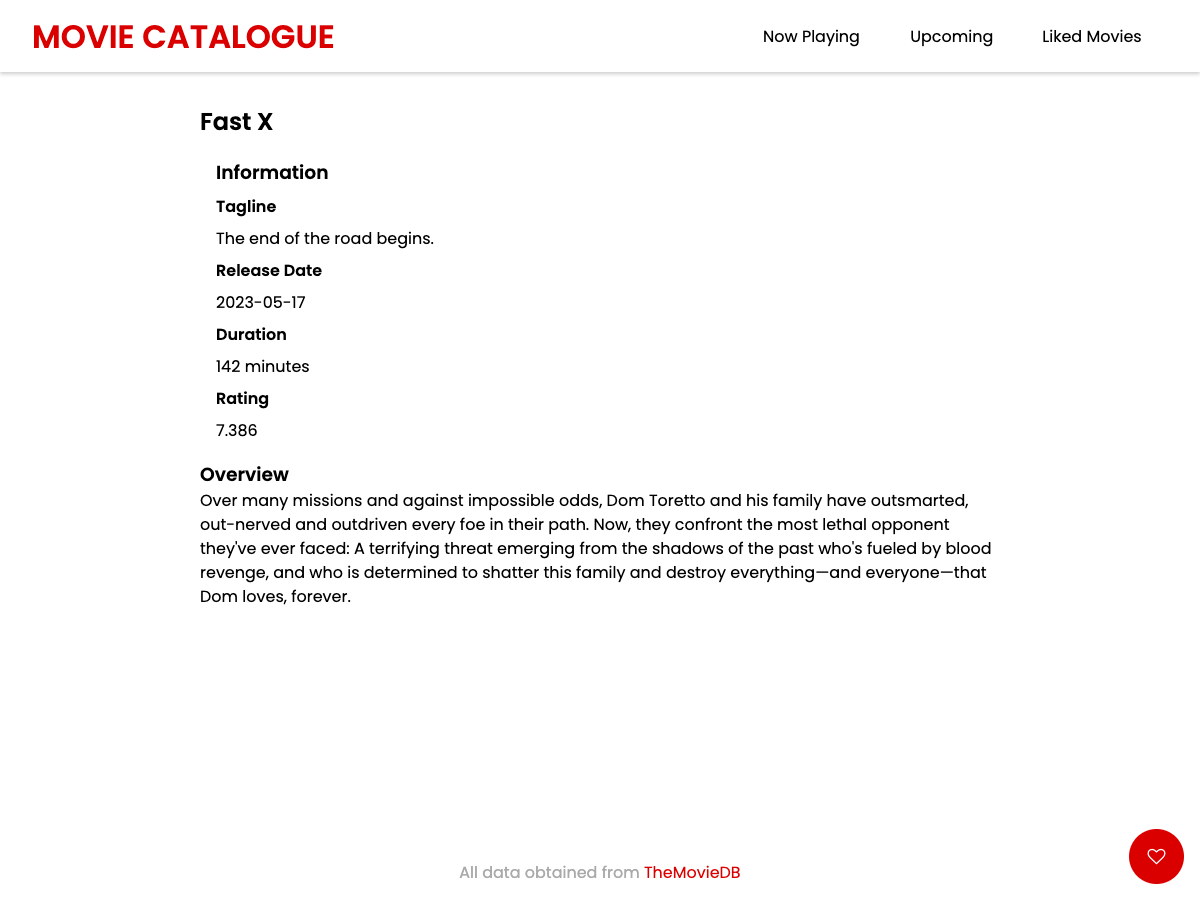 MOVIE CATALOGUE
Now Playing
Upcoming
Liked Movies
Fast X
Information
Tagline
The end of the road begins.
Release Date
2023-05-17
Duration
142 minutes
Rating
7.386
Overview
Over many missions and against impossible odds, Dom Toretto and his family have outsmarted,
out-nerved and outdriven every foe in their path. Now, they confront the most lethal opponent
they've ever faced: A terrifying threat emerging from the shadows of the past who's fueled by blood
revenge, and who is determined to shatter this family and destroy everything—and everyone—that
Dom loves, forever.
All data obtained from TheMovieDB